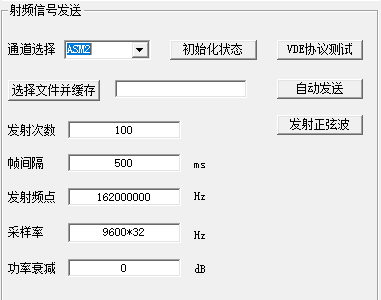 射频信号发送
通道选择 ASM2 初始化状态 VDE协议测试
选择文件并缓存 自动发送
发射正弦波
发射次数 100
帧间隔 500 ms
发射频点 162000000 Hz
采样率 9600*32 Hz
功率衰减 0 dB